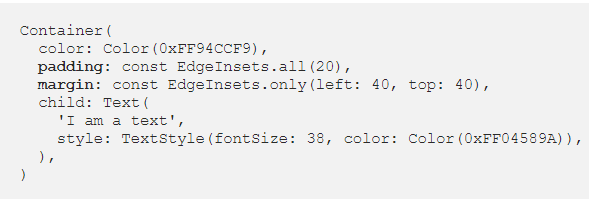 Container(
  color: Color(0xFF94CCF9),
  padding: const EdgeInsets.all(20),
  margin: const EdgeInsets.only(left: 40, top: 40),
  child: Text(
    'I am a text',
    style: TextStyle(fontSize: 38, color: Color(0xFF04589A)),
  ),
)